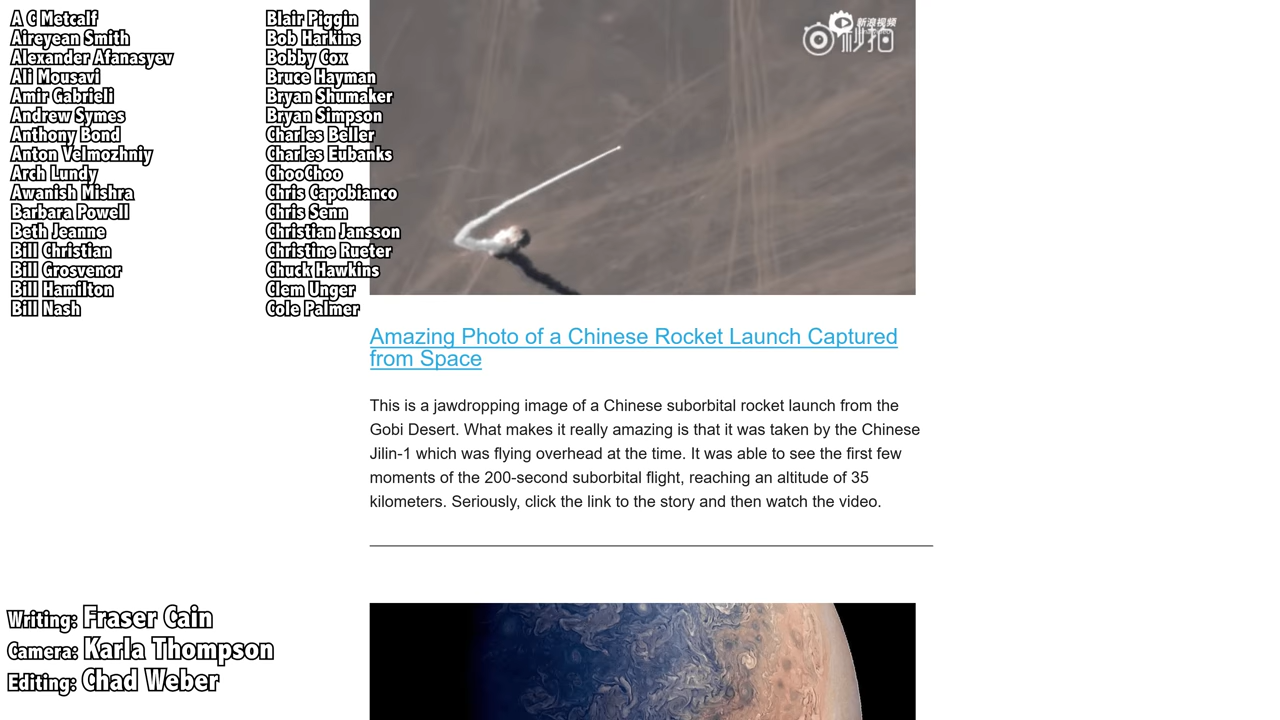 A C Metcalf
Aireyean Smith
Alexander Afanasyev
Ali Mousavi
Amir Gabrieli
Andrew Symes
Anthony Bond
Anton Velmozhniy
Arch Lundy
Awanish Mishra
Barbara Powell
Beth Jeanne
Bill Christian
Bill Grosvenor
Bill Hamilton
Bill Nash
Blair Piggin
Bob Harkins
Bobby Cox
Bruce Hayman
Bryan Shumaker
Bryan Simpson
Charles Beller
Charles Eubanks
ChooChoo
Chris Capobianco
Chris Senn
Christian Jansson
Christine Rueter
Chuck Hawkins
Clem Unger
Cole Palmer
新浪视频
秒拍
Amazing Photo of a Chinese Rocket Launch Captured
from Space
This is a jawdropping image of a Chinese suborbital rocket launch from the
Gobi Desert. What makes it really amazing is that it was taken by the Chinese
Jilin-1 which was flying overhead at the time. It was able to see the first few
moments of the 200-second suborbital flight, reaching an altitude of 35
kilometers. Seriously, click the link to the story and then watch the video.
Writing: Fraser Cain
Camera: Karla Thompson
Editing: Chad Weber